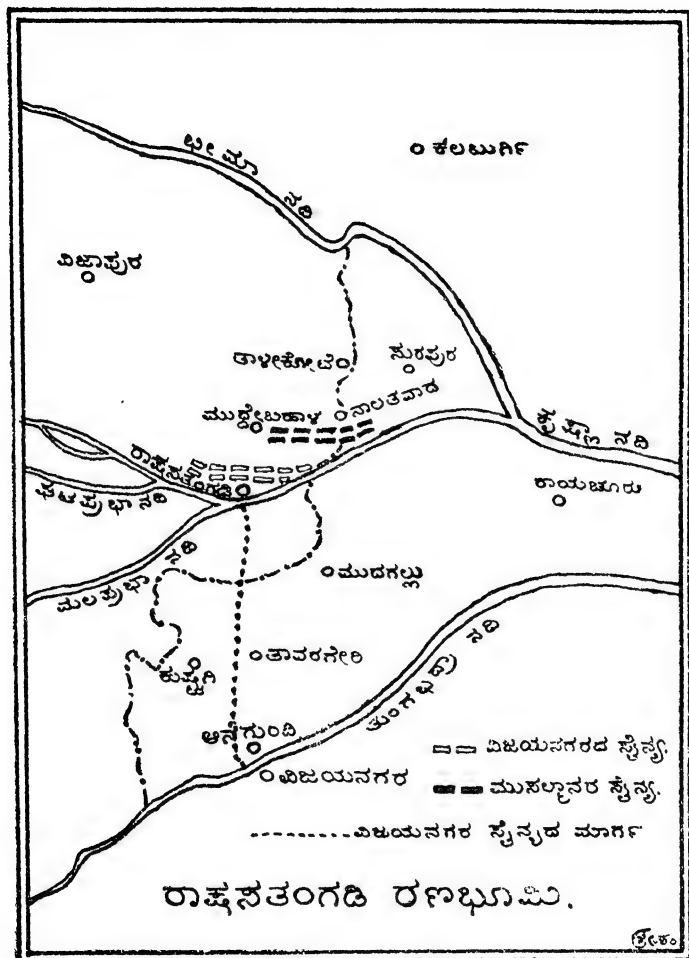 ಭೀಮಾ ನದಿ
ಕಲಬುರ್ಗಿ
ವಿಜಾಪುರ
ತಾಳೀಕೋಟೆ
ಸುರಪುರ
ನಾಲತವಾಡ
ಮುದ್ದೇಬಹಾಳ
ಕೃಷ್ಣಾ ನದಿ
ರಾಕ್ಷಸತಂಗಡಿ
ಘಟಪ್ರಭಾ ನದಿ
ರಾಯಚೂರು
ಮಲಪ್ರಭಾ ನದಿ
ಮುದಗಲ್ಲು
ತಾವರಗೇರಿ
ಕುಷ್ಟಗಿ
ತುಂಗಭದ್ರಾ ನದಿ
ಆನೆಗುಂದಿ
ವಿಜಯನಗರ
ವಿಜಯನಗರದ ಸೈನ್ಯ.
ಮುಸಲ್ಮಾನರ ಸೈನ್ಯ.
ವಿಜಯನಗರ ಸೈನ್ಯದ ಮಾರ್ಗ
ರಾಕ್ಷಸತಂಗಡಿ ರಣಭೂಮಿ.